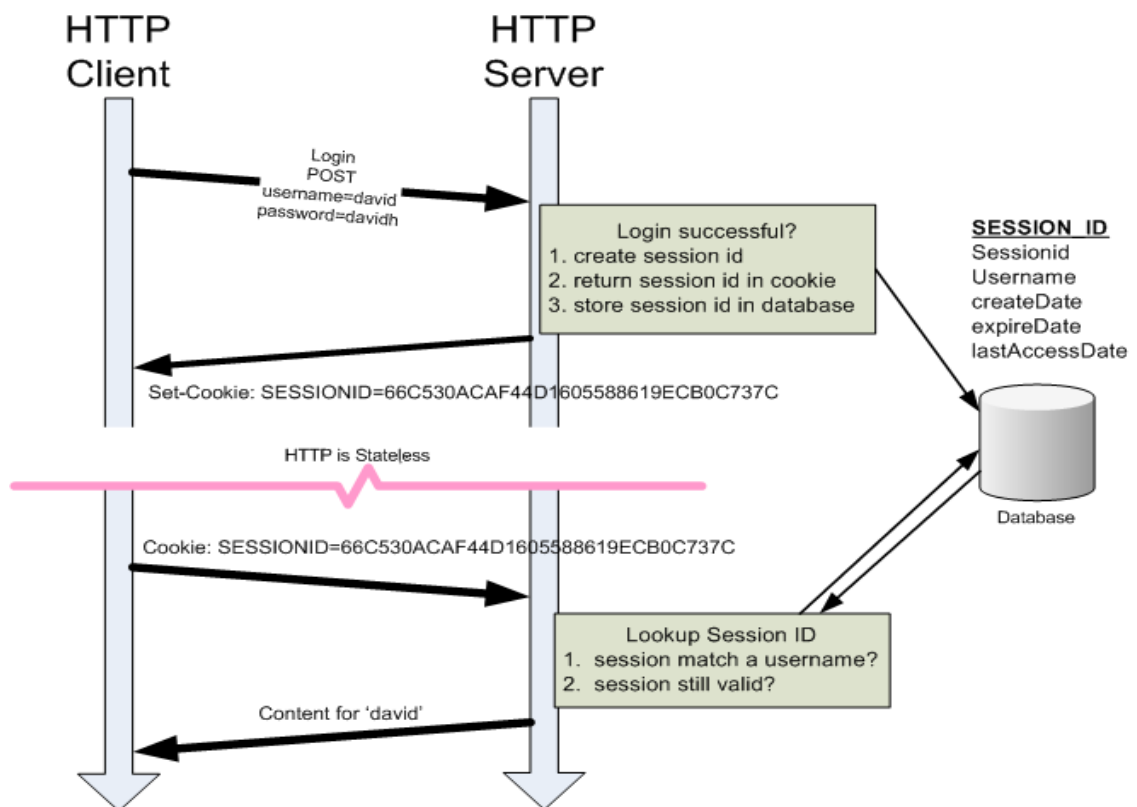 HTTP
Client
HTTP
Server
Login
POST
username=david
password=davidh
Login successful?
1. create session id
2. return session id in cookie
3. store session id in database
SESSION_ID
Sessionid
Username
createDate
expireDate
lastAccessDate
Set-Cookie: SESSIONID=66C530ACAF44D1605588619ECB0C737C
HTTP is Stateless
Database
Cookie: SESSIONID=66C530ACAF44D1605588619ECB0C737C
Lookup Session ID
1. session match a username?
2. session still valid?
Content for ‘david’